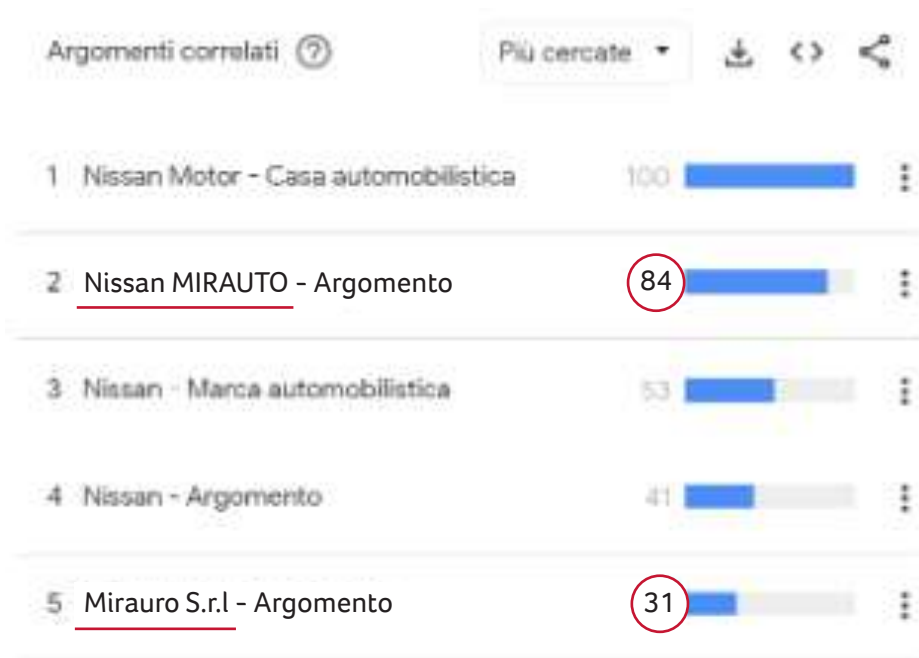 Argomenti correlati ?
Più cercate
1 Nissan Motor - Casa automobilistica 100
2 Nissan MIRAUTO - Argomento 84
3 Nissan - Marca automobilistica 53
4 Nissan - Argomento 41
5 Mirauro S.r.l - Argomento 31